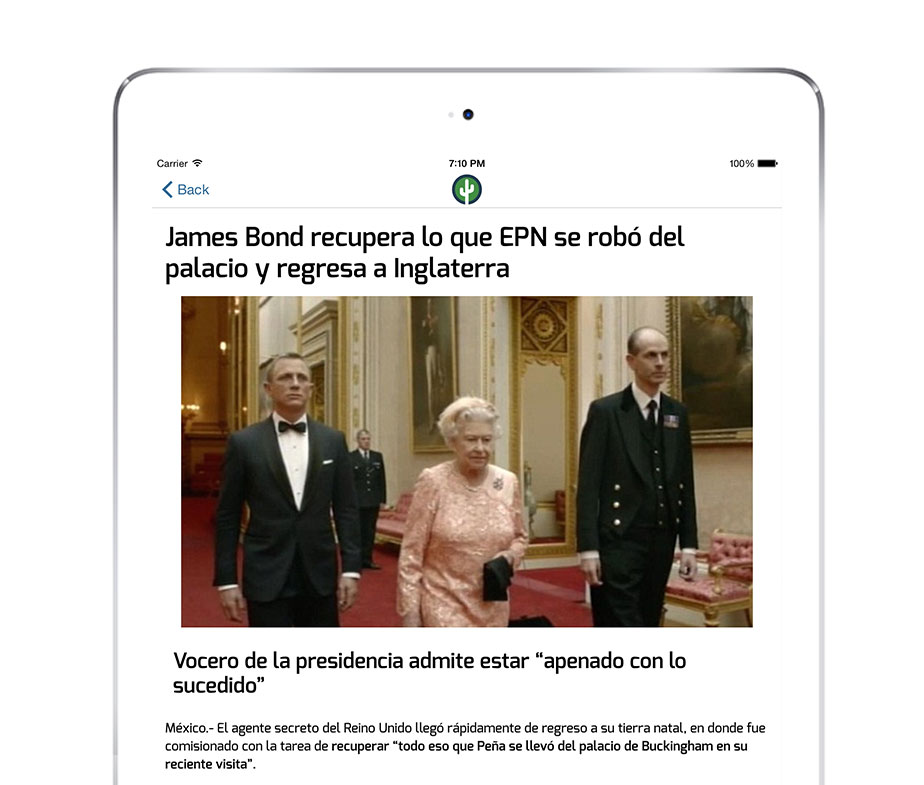 Carrier
7:10 PM
100%
Back
James Bond recupera lo que EPN se robó del
palacio y regresa a Inglaterra
Vocero de la presidencia admite estar “apenado con lo
sucedido”
México.- El agente secreto del Reino Unido llegó rápidamente de regreso a su tierra natal, en donde fue
comisionado con la tarea de recuperar “todo eso que Peña se llevó del palacio de Buckingham en su
reciente visita”.